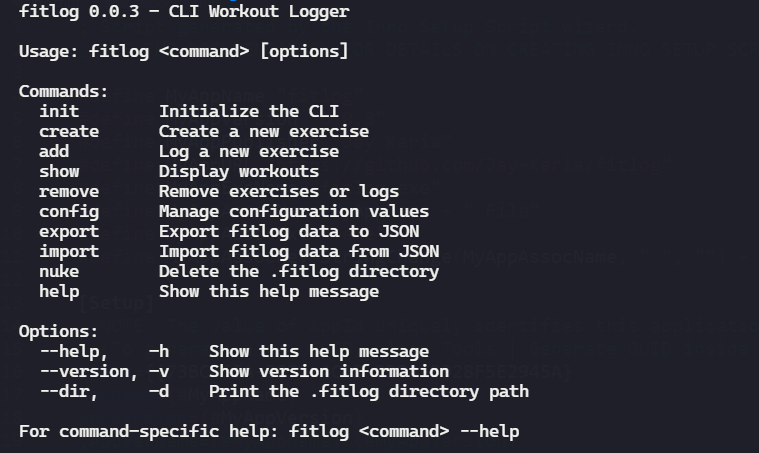 fitlog 0.0.3 - CLI Workout Logger
Usage: fitlog <command> [options]
Commands:
init Initialize the CLI
create Create a new exercise
add Log a new exercise
show Display workouts
remove Remove exercises or logs
config Manage configuration values
export Export fitlog data to JSON
import Import fitlog data from JSON
nuke Delete the .fitlog directory
help Show this help message
Options:
--help, -h Show this help message
--version, -v Show version information
--dir, -d Print the .fitlog directory path
For command-specific help: fitlog <command> --help